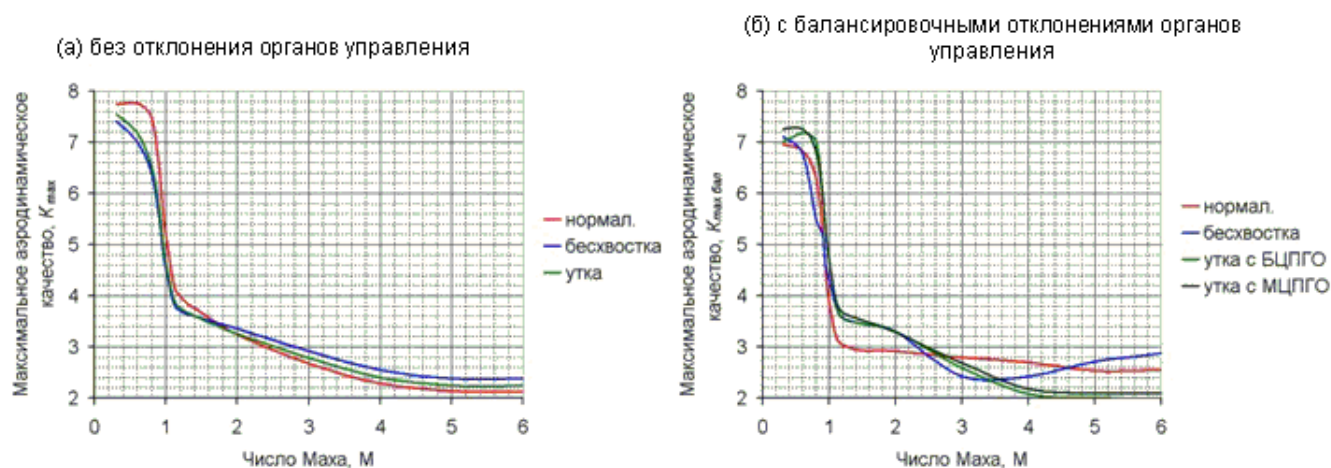 (а) без отклонения органов управления
Максимальное аэродинамическое
качество, Kmax
8
7
6
5
4
3
2
0
1
2
3
4
5
6
Число Маха, М
нормал.
бесхвостка
утка
(б) с балансировочными отклонениями органов
управления
Максимальное аэродинамическое
качество, Kmax бал
8
7
6
5
4
3
2
0
1
2
3
4
5
6
Число Маха, М
нормал.
бесхвостка
утка с БЦПГО
утка с МЦПГО